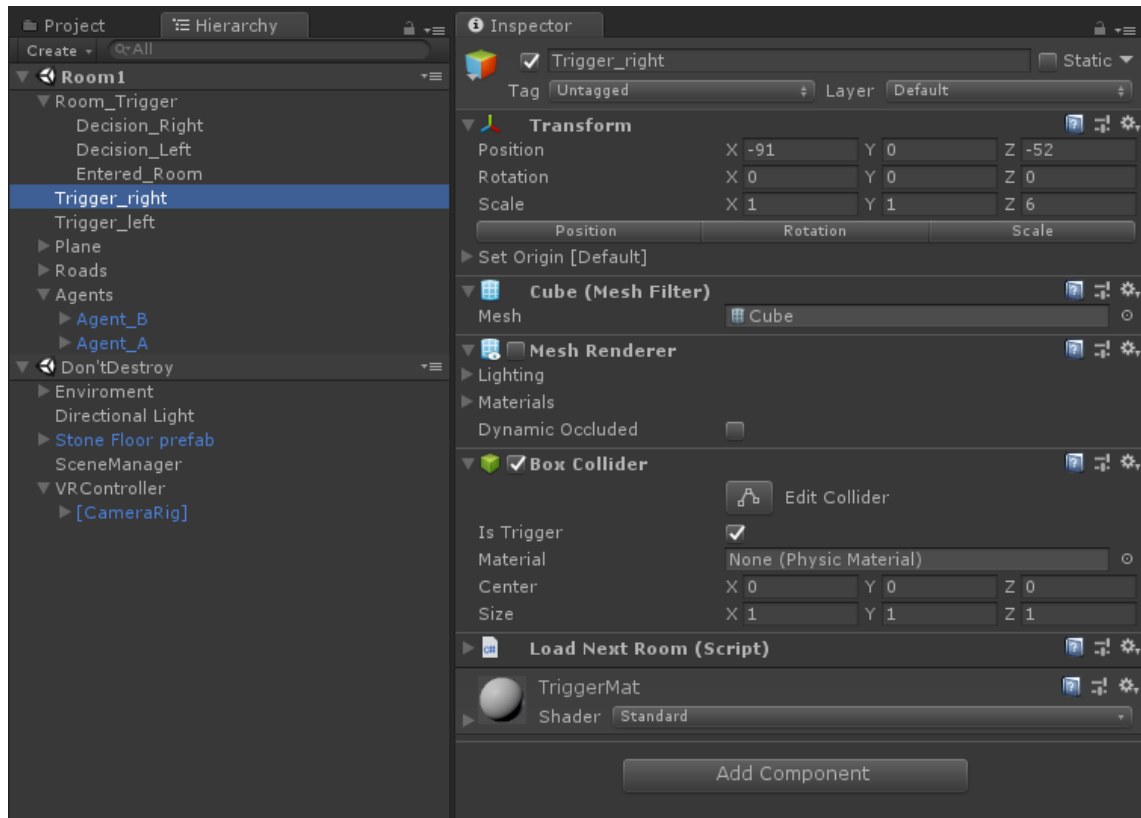 Project
Hierarchy
Create
All
Room1
Room_Trigger
Decision_Right
Decision_Left
Entered_Room
Trigger_right
Trigger_left
Plane
Roads
Agents
Agent_B
Agent_A
Don'tDestroy
Enviroment
Directional Light
Stone Floor prefab
SceneManager
VRController
[CameraRig]
Inspector
Trigger_right Static
Tag Untagged Layer Default
Transform
Position X -91 Y 0 Z -52
Rotation X 0 Y 0 Z 0
Scale X 1 Y 1 Z 6
Position Rotation Scale
Set Origin [Default]
Cube (Mesh Filter)
Mesh Cube
Mesh Renderer
Lighting
Materials
Dynamic Occluded
Box Collider
Edit Collider
Is Trigger
Material None (Physic Material)
Center X 0 Y 0 Z 0
Size X 1 Y 1 Z 1
C# Load Next Room (Script)
TriggerMat
Shader Standard
Add Component